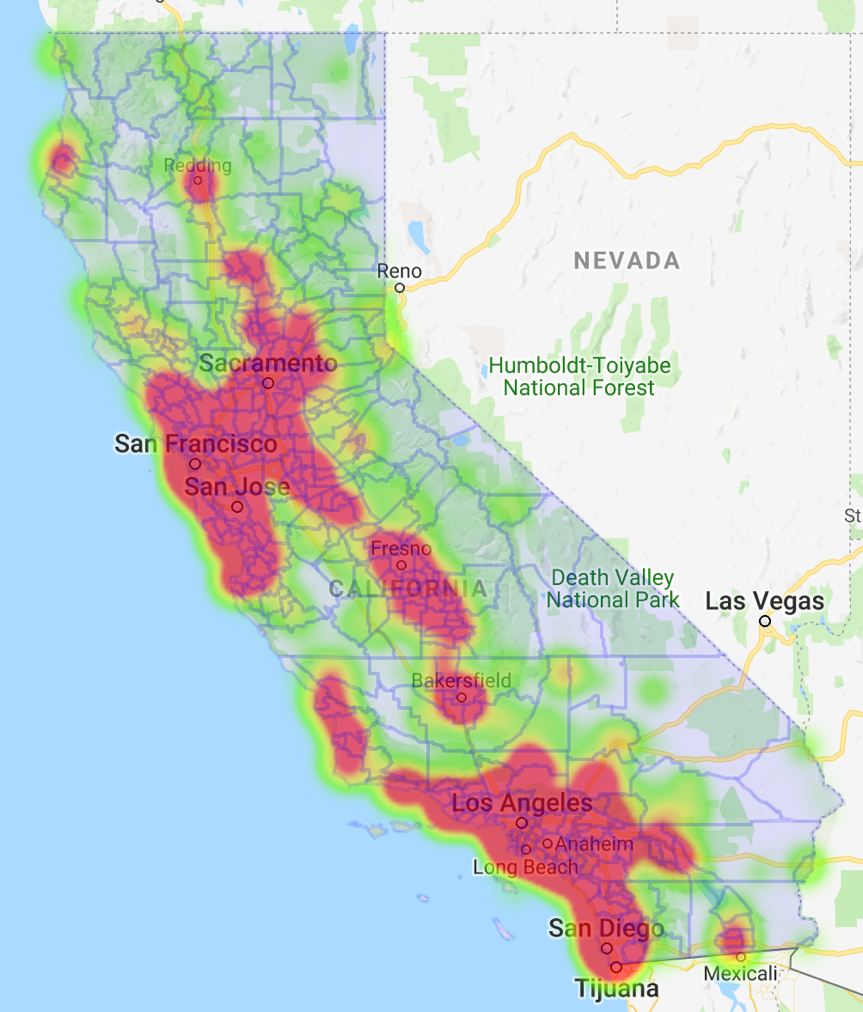 Redding
Reno
NEVADA
Sacramento
Humboldt-Toiyabe
National Forest
San Francisco
San Jose
St
Fresno
CALIFORNIA
Death Valley
National Park
Las Vegas
Bakersfield
Los Angeles
Anaheim
Long Beach
San Diego
Mexicali
Tijuana